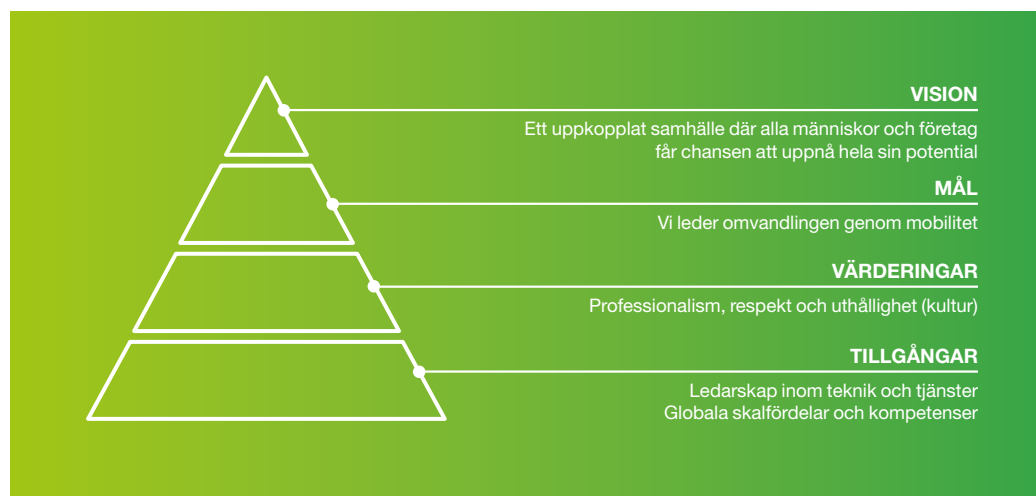 VISION
Ett uppkopplat samhälle där alla människor och företag
får chansen att uppnå hela sin potential
MÅL
Vi leder omvandlingen genom mobilitet
VÄRDERINGAR
Professionalism, respekt och uthållighet (kultur)
TILLGÅNGAR
Ledarskap inom teknik och tjänster
Globala skalfördelar och kompetenser